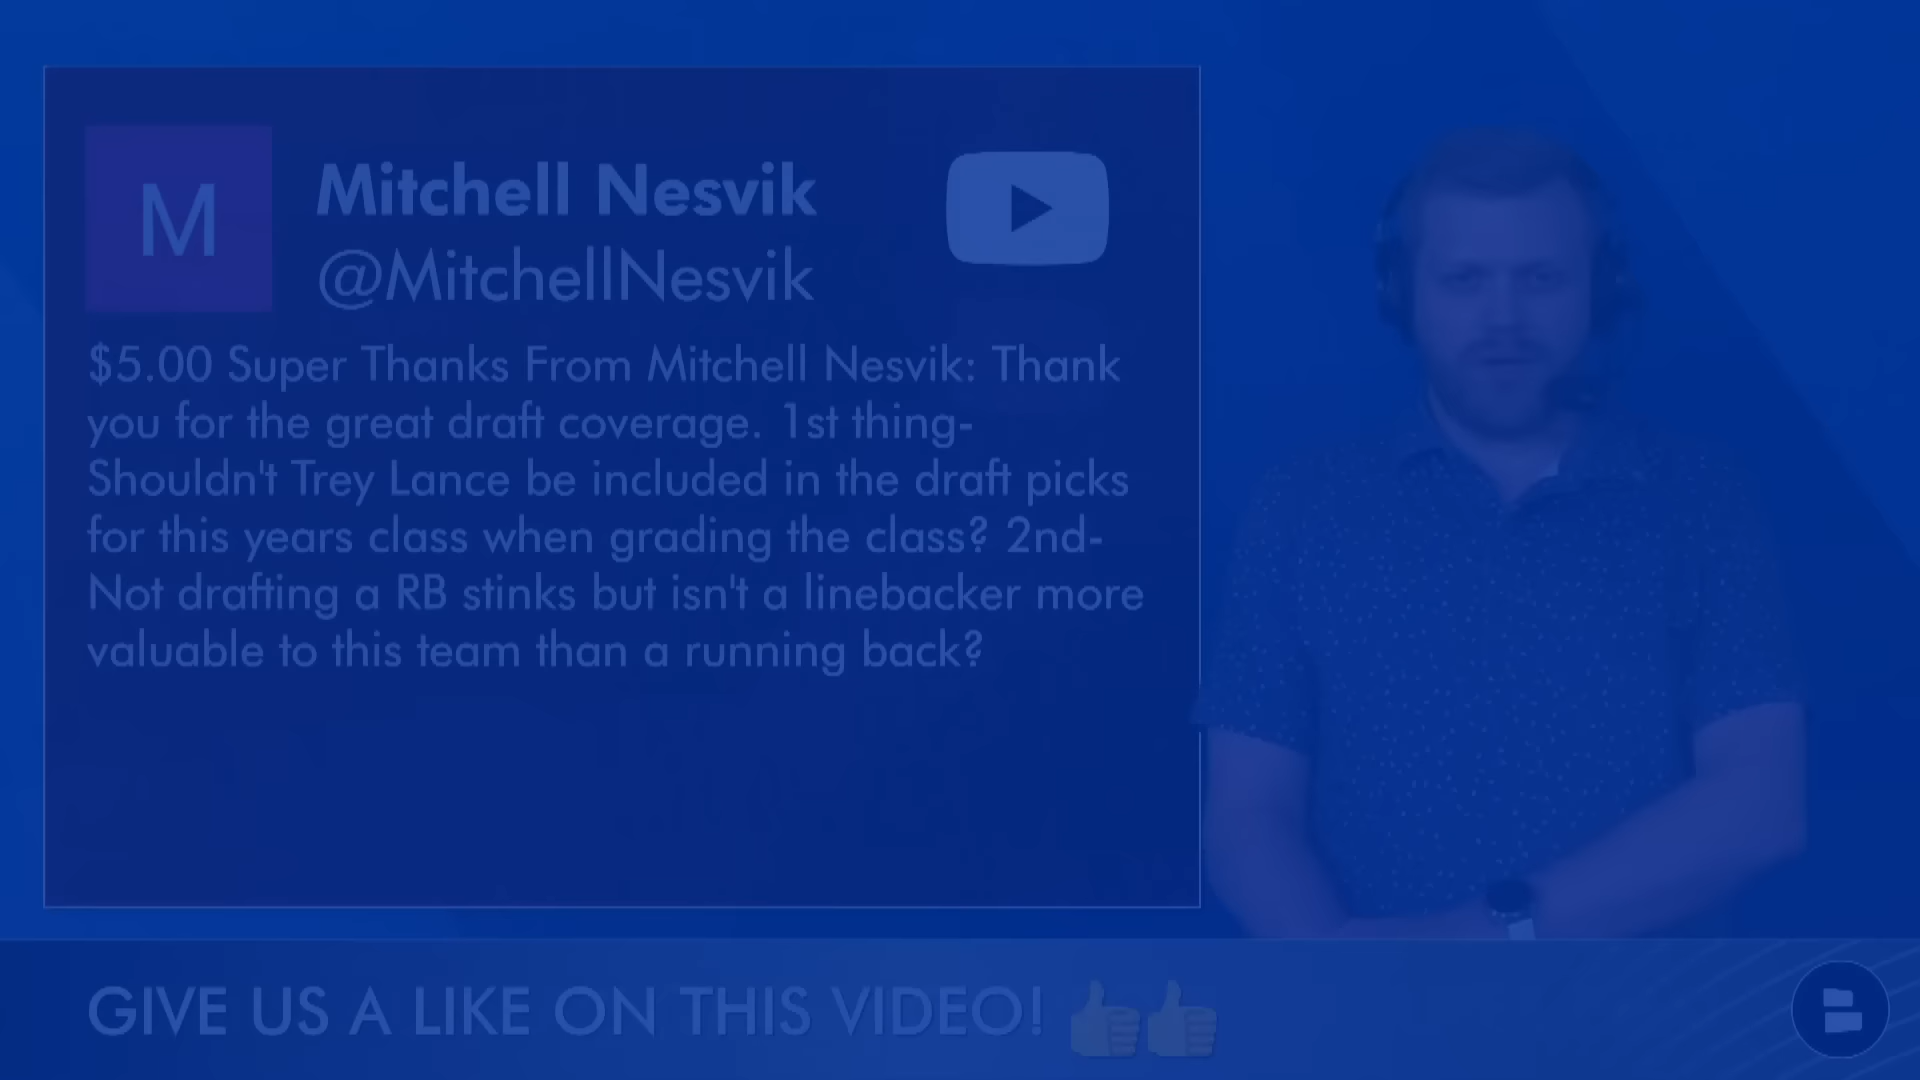 M
Mitchell Nesvik
@MitchellNesvik
$5.00 Super Thanks From Mitchell Nesvik: Thank
you for the great draft coverage. 1st thing-
Shouldn't Trey Lance be included in the draft picks
for this years class when grading the class? 2nd-
Not drafting a RB stinks but isn't a linebacker more
valuable to this team than a running back?
GIVE US A LIKE ON THIS VIDEO! 👍👍